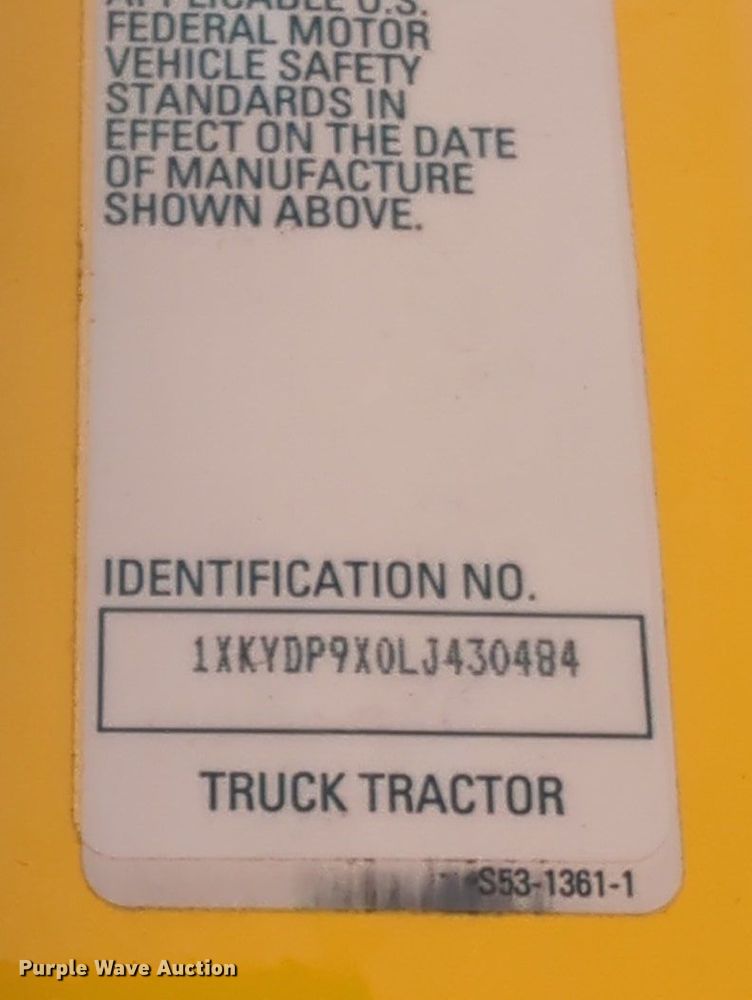 APPLICABLE U.S.
FEDERAL MOTOR
VEHICLE SAFETY
STANDARDS IN
EFFECT ON THE DATE
OF MANUFACTURE
SHOWN ABOVE.
IDENTIFICATION NO.
1XKYDP9X0LJ430484
TRUCK TRACTOR
S53-1361-1
Purple Wave Auction